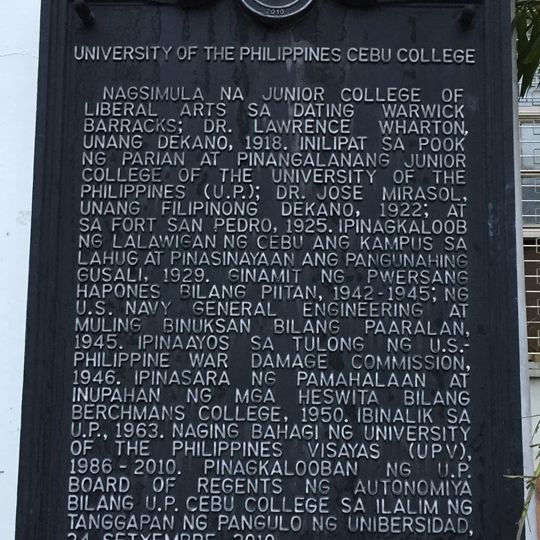 2010
UNIVERSITY OF THE PHILIPPINES CEBU COLLEGE
NAGSIMULA NA JUNIOR COLLEGE OF
LIBERAL ARTS SA DATING WARWICK
BARRACKS; DR. LAWRENCE WHARTON,
UNANG DEKANO, 1918. INILIPAT SA POOK
NG PARIAN AT PINANGALANANG JUNIOR
COLLEGE OF THE UNIVERSITY OF THE
PHILIPPINES (U.P.); DR. JOSE MIRASOL,
UNANG FILIPINONG DEKANO, 1922; AT
SA FORT SAN PEDRO, 1925. IPINAGKALOOB
NG LALAWIGAN NG CEBU ANG KAMPUS SA
LAHUG AT PINASINAYAAN ANG PANGUNAHING
GUSALI, 1929. GINAMIT NG PWERSANG
HAPONES BILANG PIITAN, 1942-1945; NG
U.S. NAVY GENERAL ENGINEERING AT
MULING BINUKSAN BILANG PAARALAN,
1945. IPINAAYOS SA TULONG NG U.S.-
PHILIPPINE WAR DAMAGE COMMISSION,
1946. IPINASARA NG PAMAHALAAN AT
INUPAHAN NG MGA HESWITA BILANG
BERCHMANS COLLEGE, 1950. IBINALIK SA
U.P., 1963. NAGING BAHAGI NG UNIVERSITY
OF THE PHILIPPINES VISAYAS (UPV),
1986-2010. PINAGKALOOBAN NG U.P.
BOARD OF REGENTS NG AUTONOMIYA
BILANG U.P. CEBU COLLEGE SA ILALIM NG
TANGGAPAN NG PANGULO NG UNIBERSIDAD,
24 SETYEMBRE 2010